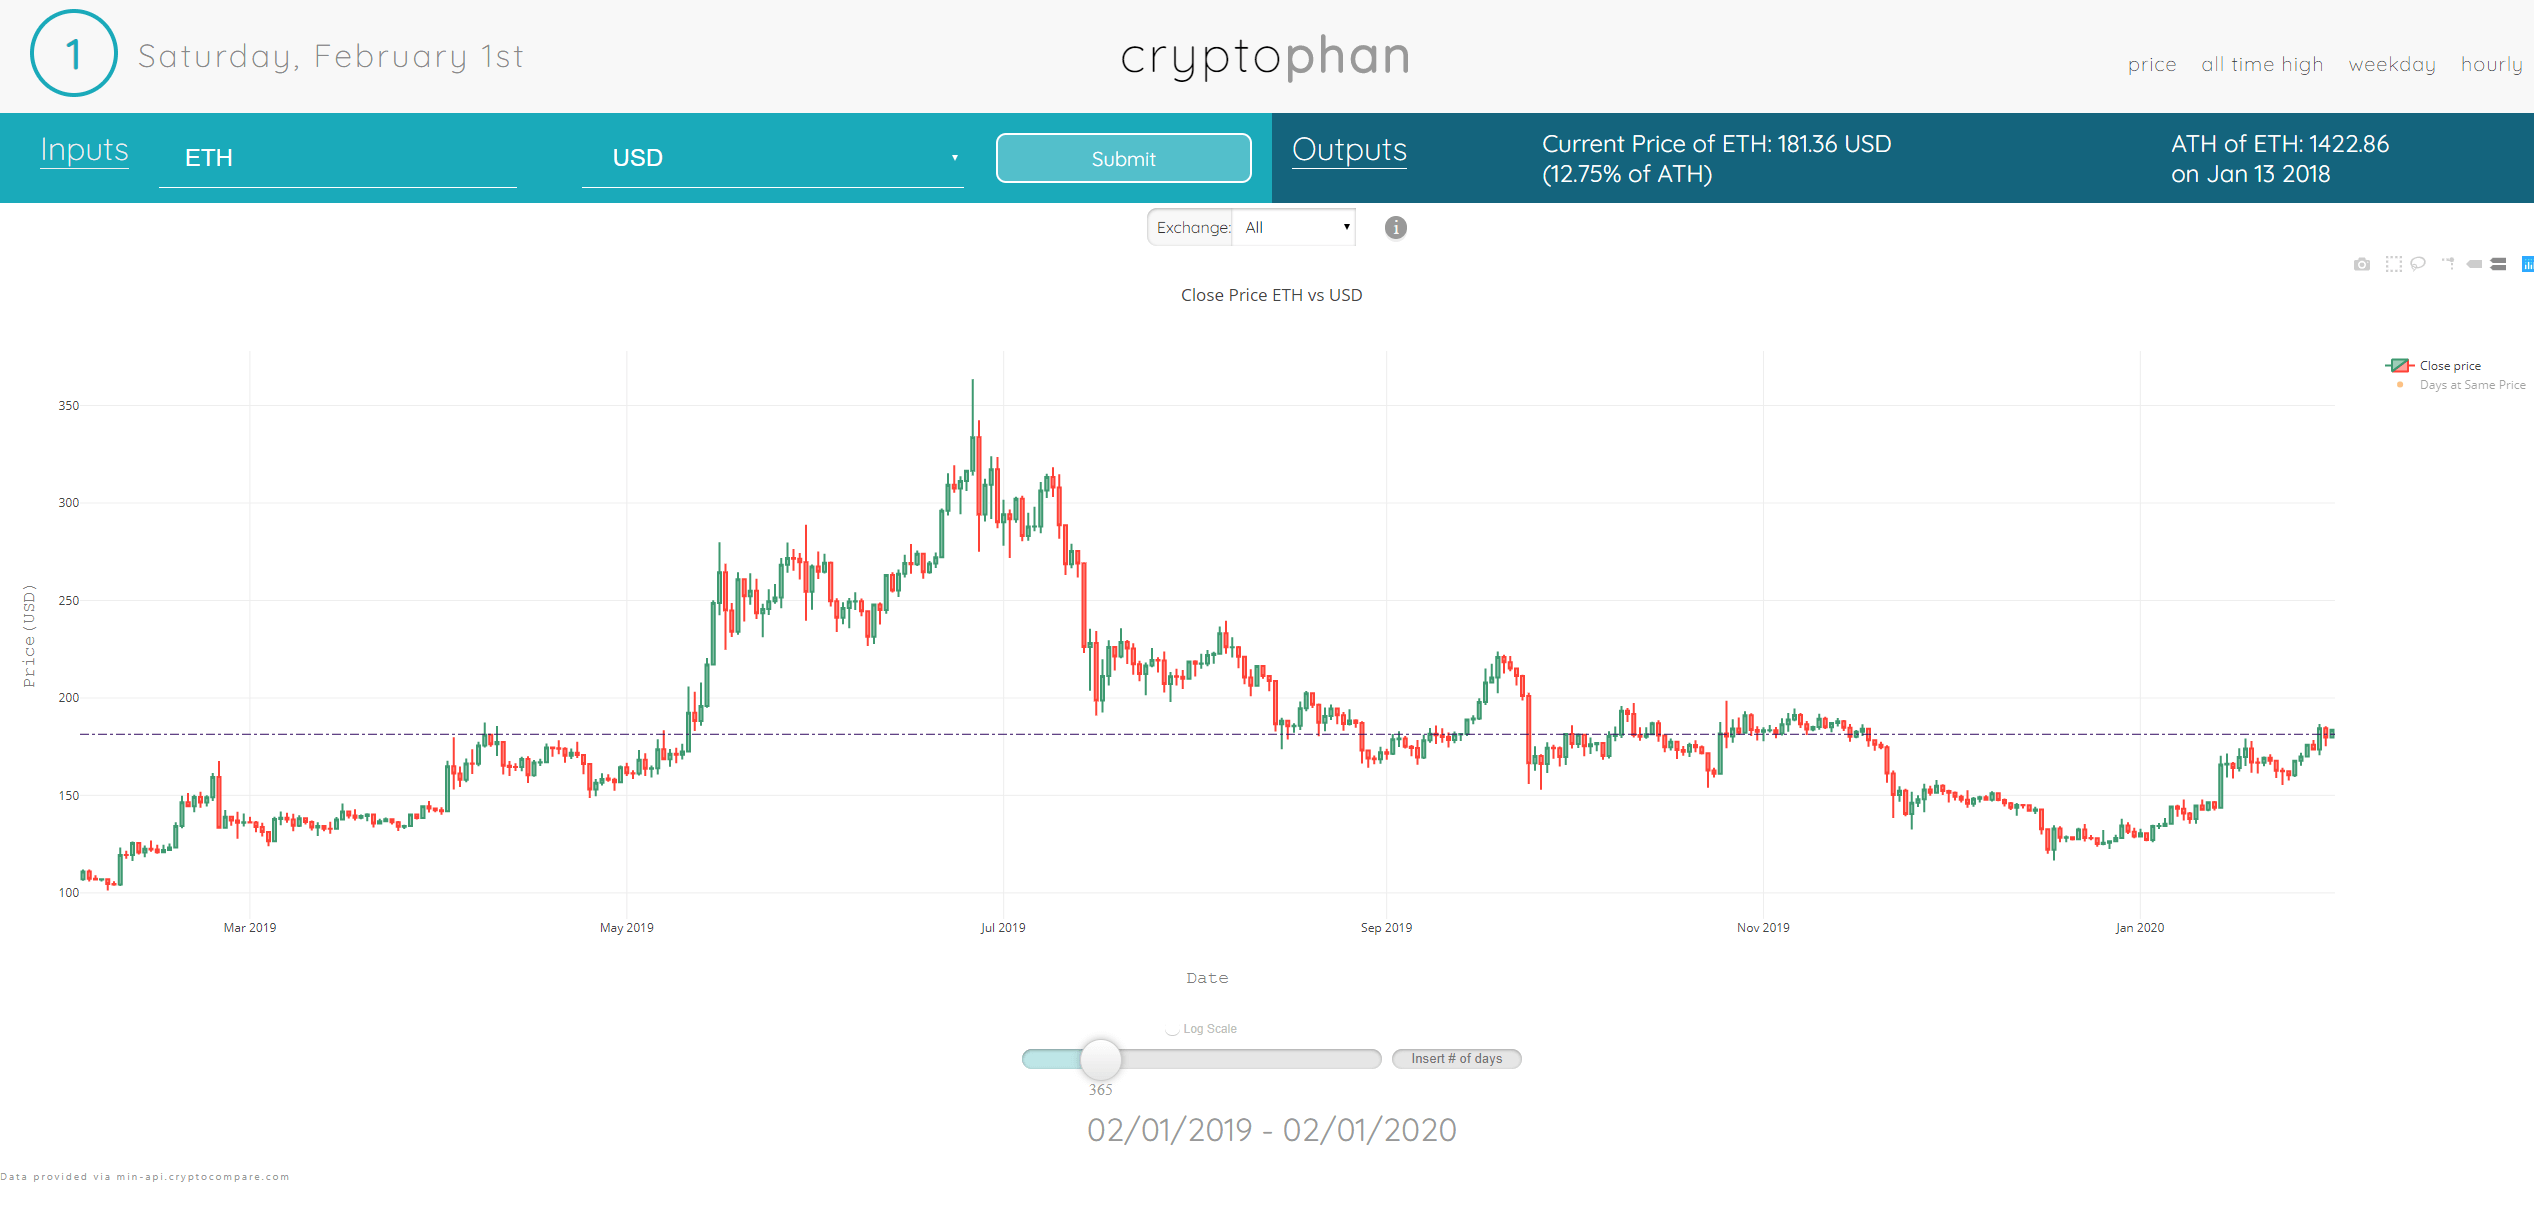 1
Saturday, February 1st
cryptophan
price all time high weekday hourly
Inputs
ETH
USD
Submit
Outputs
Current Price of ETH: 181.36 USD
(12.75% of ATH)
ATH of ETH: 1422.86
on Jan 13 2018
Exchange: All
i
Close Price ETH vs USD
Close price
Days at Same Price
Price(USD)
350
300
250
200
150
100
Mar 2019
May 2019
Jul 2019
Sep 2019
Nov 2019
Jan 2020
Date
Log Scale
Insert # of days
365
02/01/2019 - 02/01/2020
Data provided via min-api.cryptocompare.com